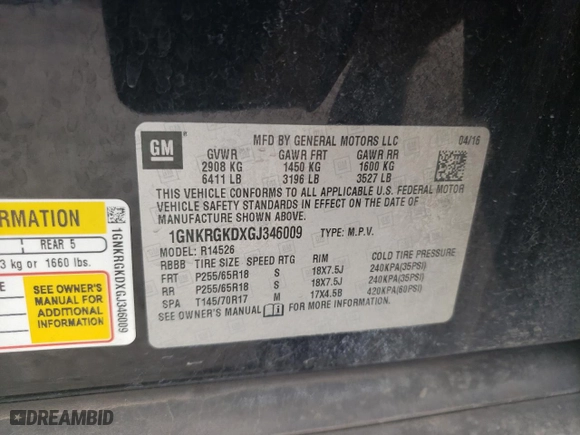 GM
MFD BY GENERAL MOTORS LLC 04/16
GVWR GAWR FRT GAWR RR
2908 KG 1450 KG 1600 KG
6411 LB 3196 LB 3527 LB
THIS VEHICLE CONFORMS TO ALL APPLICABLE U.S. FEDERAL MOTOR
VEHICLE SAFETY STANDARDS IN EFFECT ON THE DATE OF
MANUFACTURE SHOWN ABOVE.
1GNKRGKDXGJ346009 TYPE: M.P.V.
MODEL: R14526
RBBB TIRE SIZE SPEED RTG RIM COLD TIRE PRESSURE
FRT P255/65R18 S 18X7.5J 240KPA(35PSI)
RR P255/65R18 S 18X7.5J 240KPA(35PSI)
SPA T145/70R17 M 17X4.5B 420KPA(60PSI)
SEE OWNER'S MANUAL FOR MORE INFORMATION.
ORMATION
REAR 5
3 kg or 1660 lbs.
SEE OWNER'S
MANUAL FOR
ADDITIONAL
INFORMATION
1GNKRGKDXGJ346009
DREAMBID